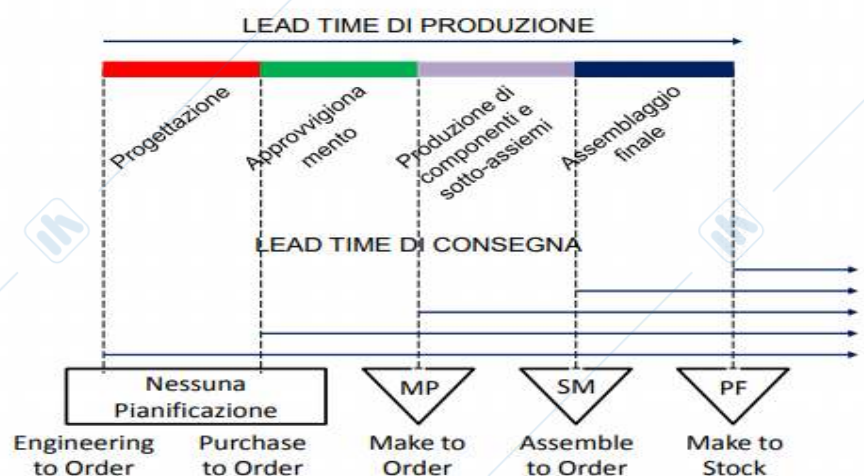 LEAD TIME DI PRODUZIONE
Progettazione
Approvvigiona
mento
Produzione di
componenti e
sotto-assiemi
Assemblaggio
finale
LEAD TIME DI CONSEGNA
Nessuna
Pianificazione
MP
SM
PF
Engineering
to Order
Purchase
to Order
Make to
Order
Assemble
to Order
Make to
Stock